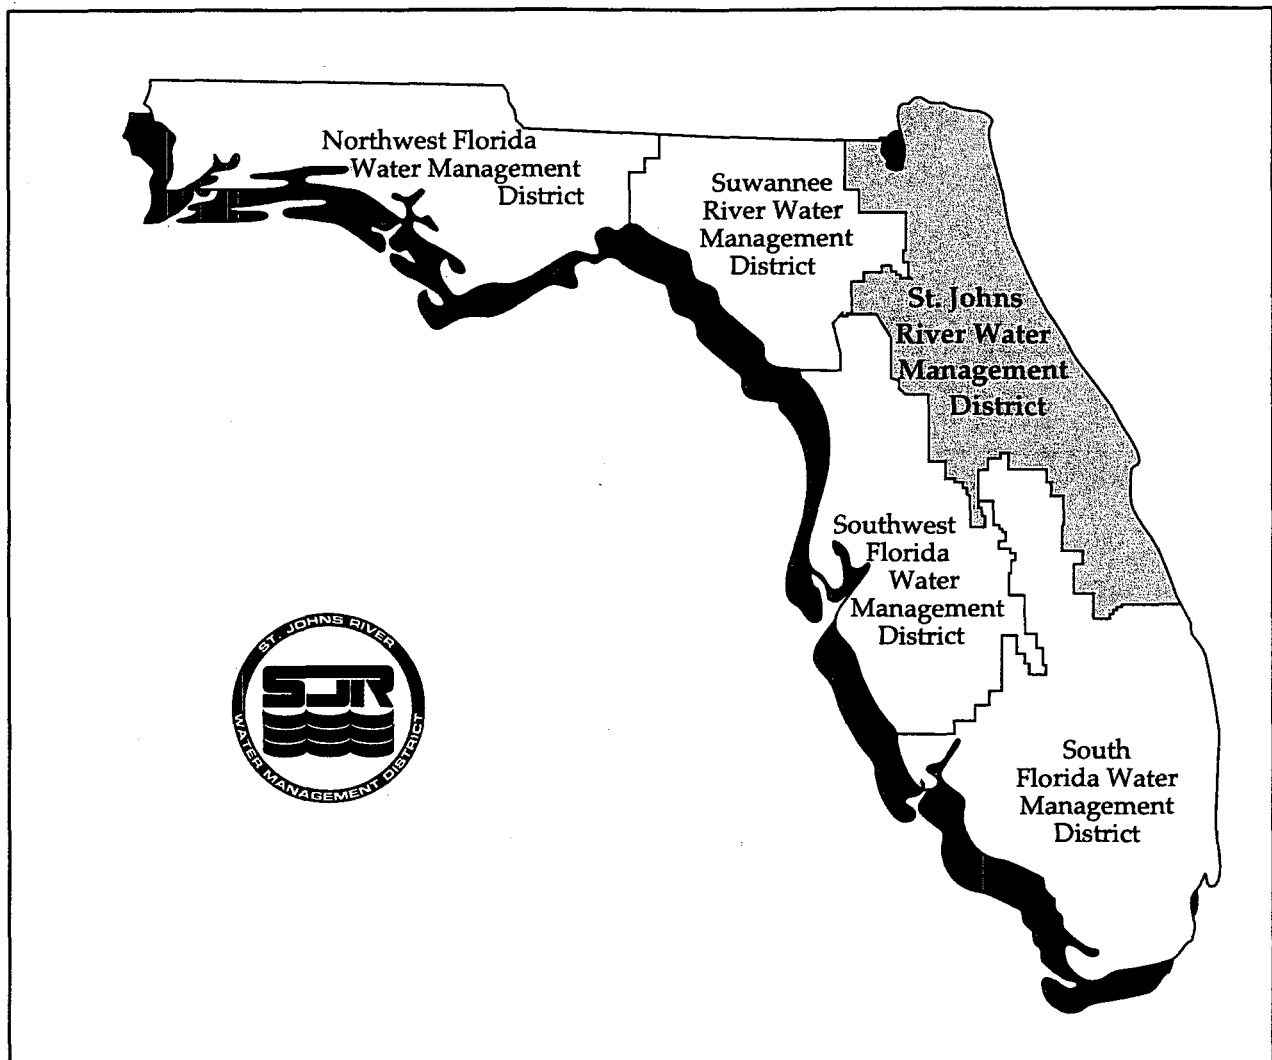 Northwest Florida
Water Management
District
Suwannee
River Water
Management
District
St. Johns
River Water
Management
District
Southwest
Florida
Water
Management
District
ST. JOHNS RIVER
SJR
WATER MANAGEMENT DISTRICT
South
Florida Water
Management
District